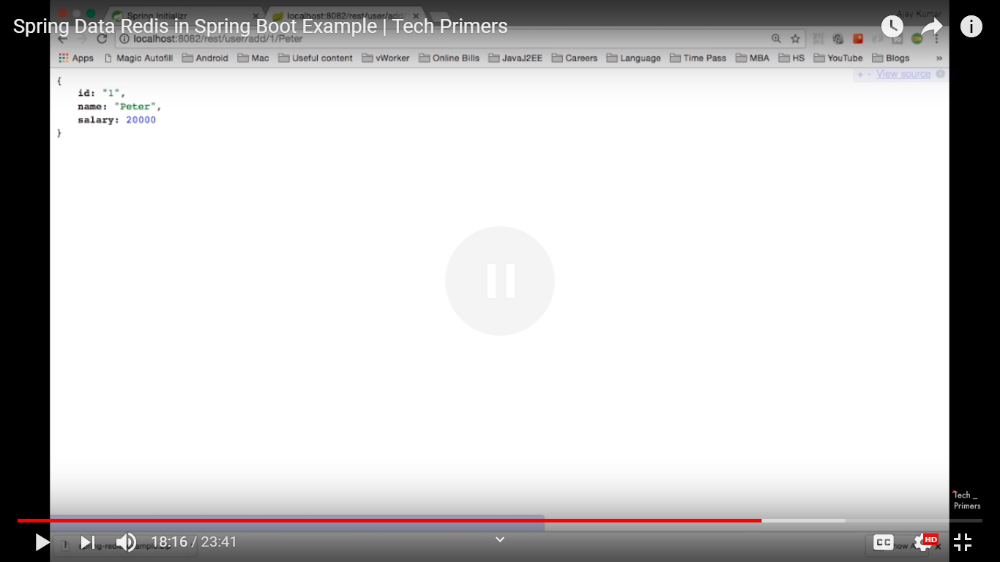 Spring Initializr
localhost:8082/rest/user/add
Ajay Kumar
Spring Data Redis in Spring Boot Example | Tech Primers
localhost:8082/rest/user/add/1/Peter
Apps Magic Autofill Android Mac Useful content vWorker Online Bills JavaJ2EE Careers Language Time Pass MBA HS YouTube Blogs »
+ - View source
{
id: "1",
name: "Peter",
salary: 20000
}
Tech _
Primers
18:16 / 23:41
CC
HD